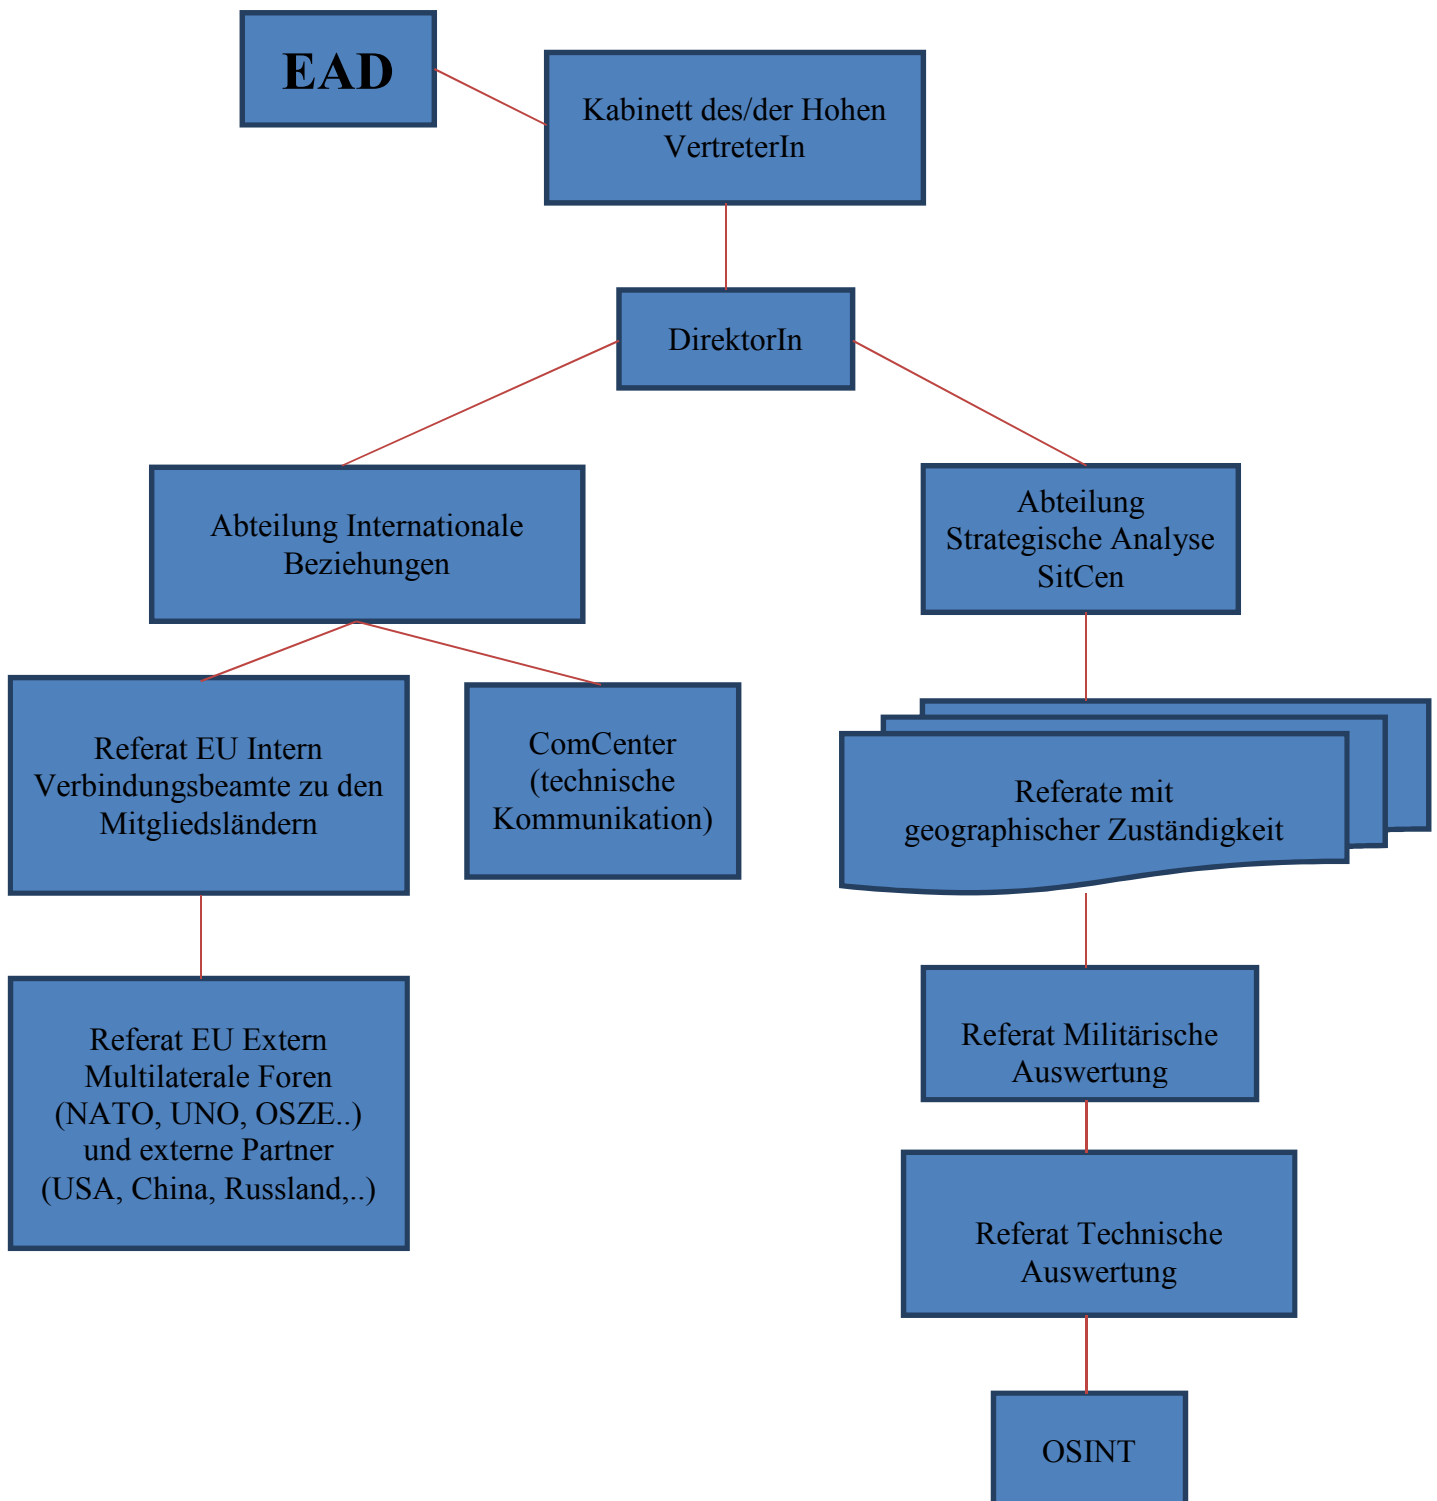 EAD
Kabinett des/der Hohen
VertreterIn
DirektorIn
Abteilung Internationale
Beziehungen
Abteilung
Strategische Analyse
SitCen
Referat EU Intern
Verbindungsbeamte zu den
Mitgliedsländern
ComCenter
(technische
Kommunikation)
Referate mit
geographischer Zuständigkeit
Referat EU Extern
Multilaterale Foren
(NATO, UNO, OSZE..)
und externe Partner
(USA, China, Russland,..)
Referat Militärische
Auswertung
Referat Technische
Auswertung
OSINT